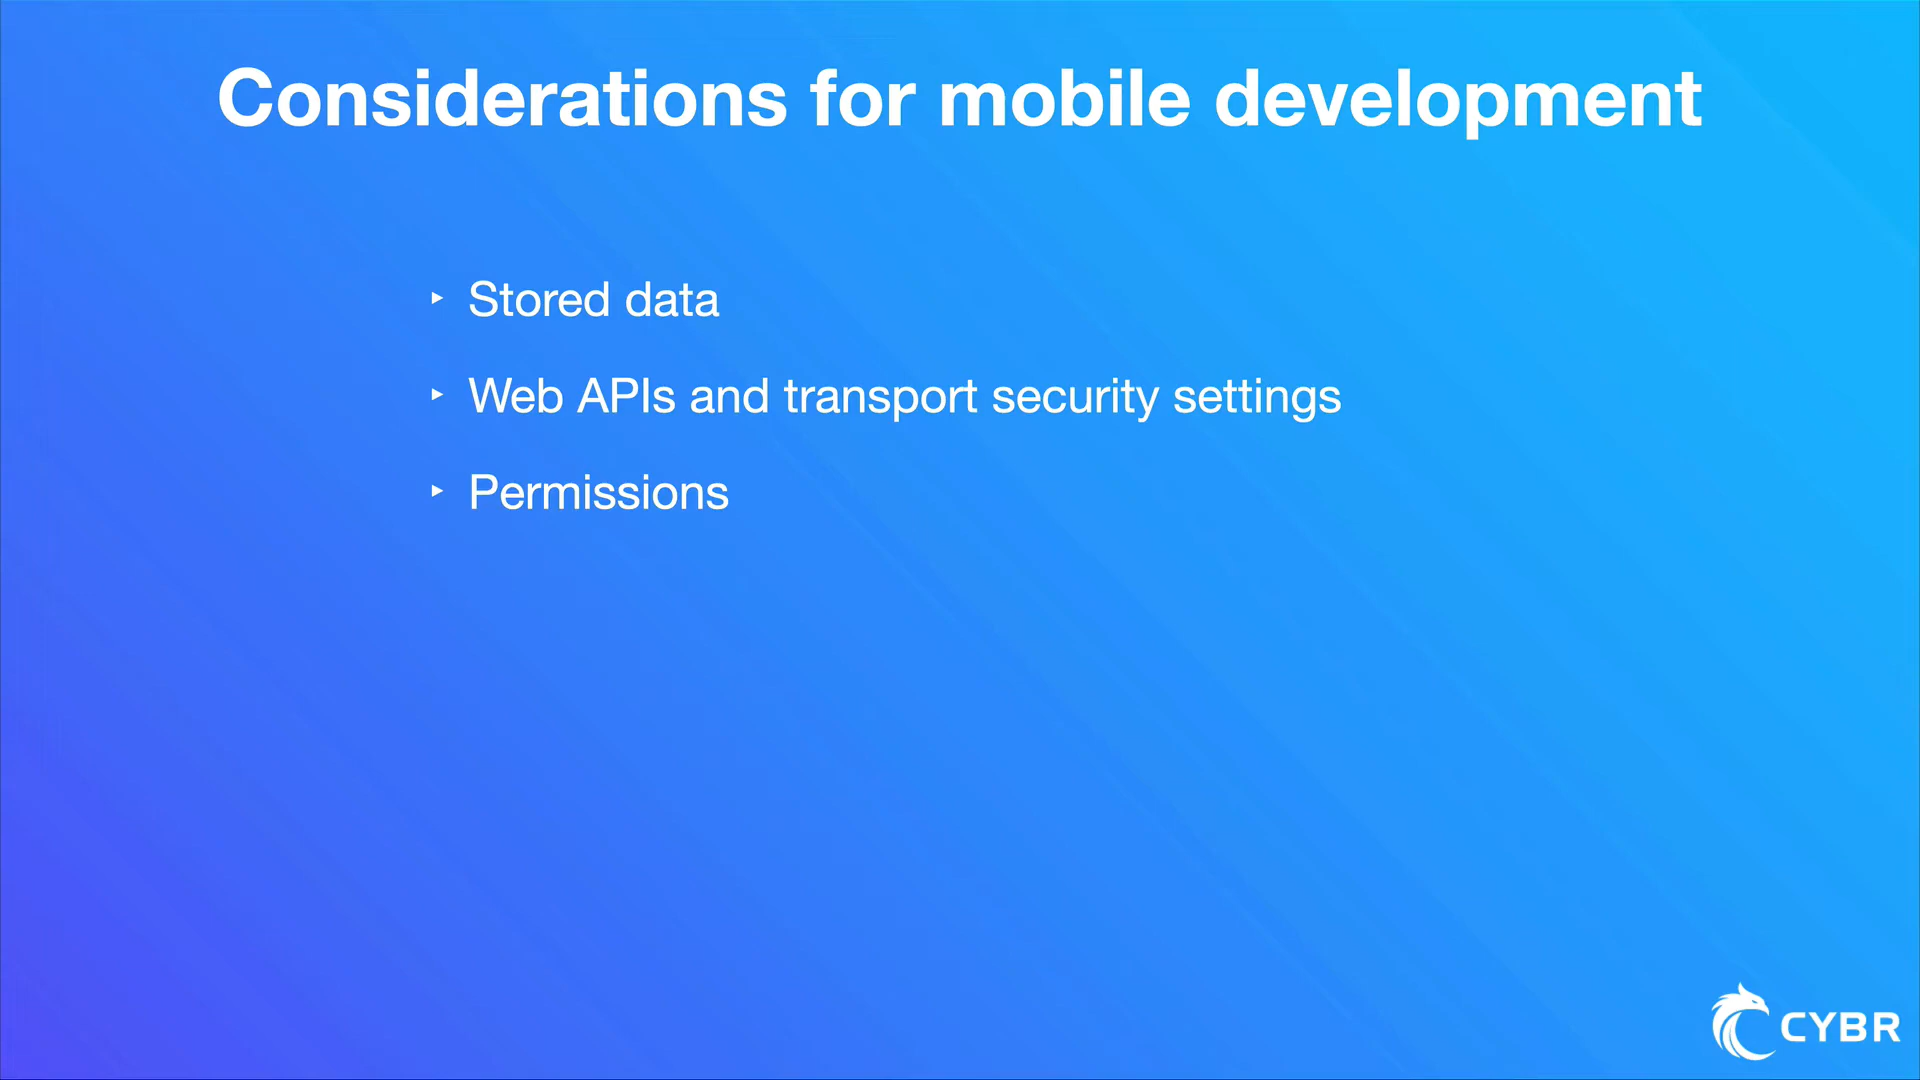 Considerations for mobile development
‣ Stored data
‣ Web APIs and transport security settings
‣ Permissions
CYBR